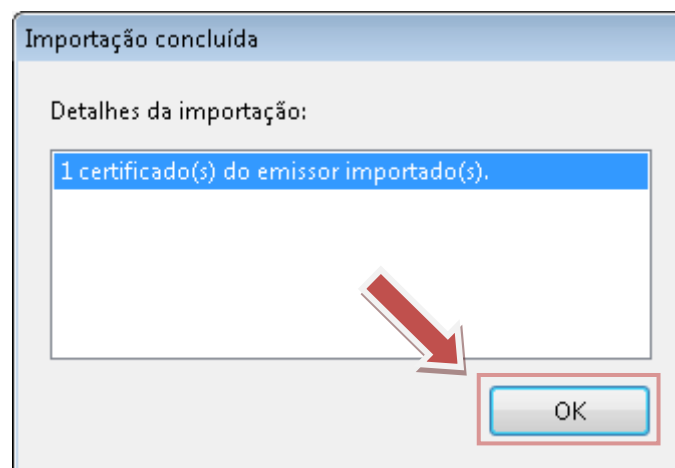 Importação concluída
Detalhes da importação:
1 certificado(s) do emissor importado(s).
OK